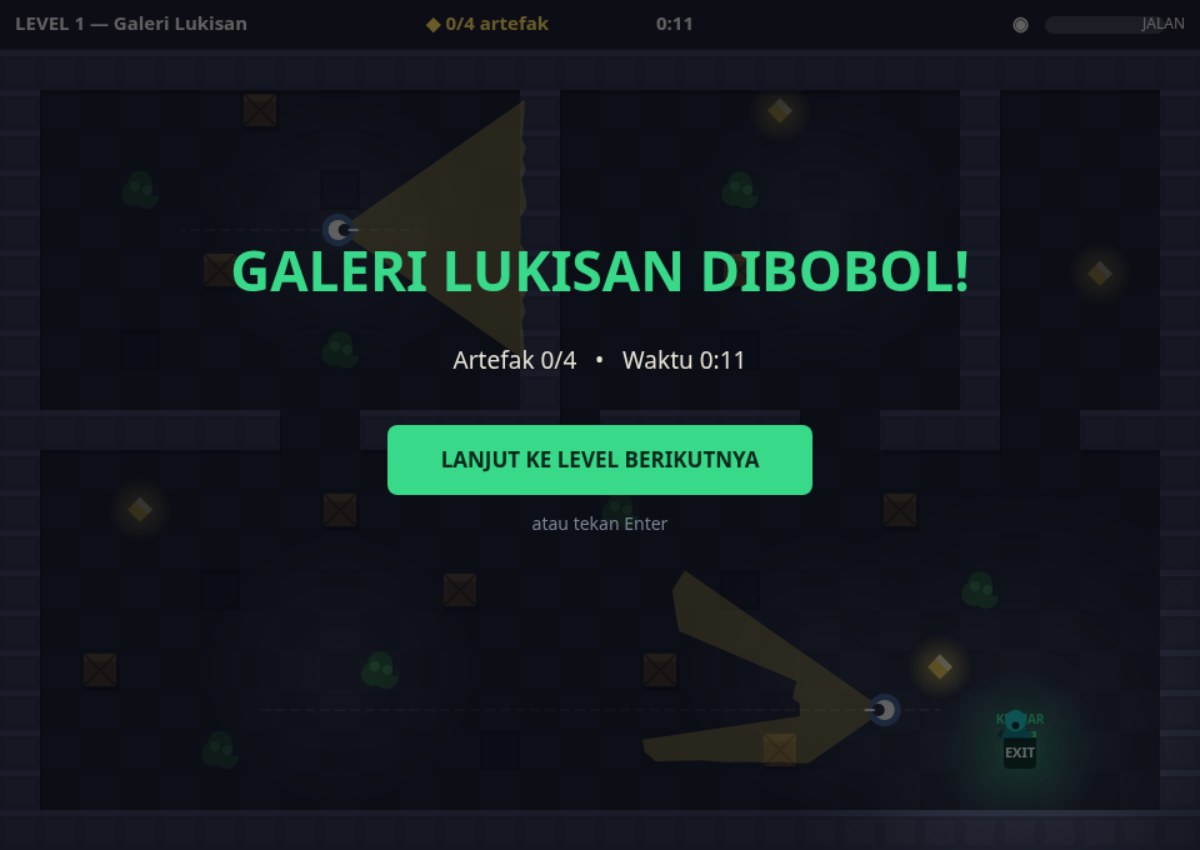 LEVEL 1 — Galeri Lukisan
◆ 0/4 artefak
0:11
JALAN
GALERI LUKISAN DIBOBOL!
Artefak 0/4 • Waktu 0:11
LANJUT KE LEVEL BERIKUTNYA
atau tekan Enter
EXIT